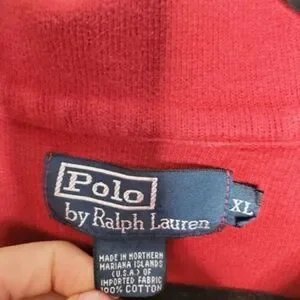 Polo
by Ralph Lauren
XL
MADE IN NORTHERN
MARIANA ISLANDS
(U.S.A.) OF
IMPORTED FABRIC
100% COTTON